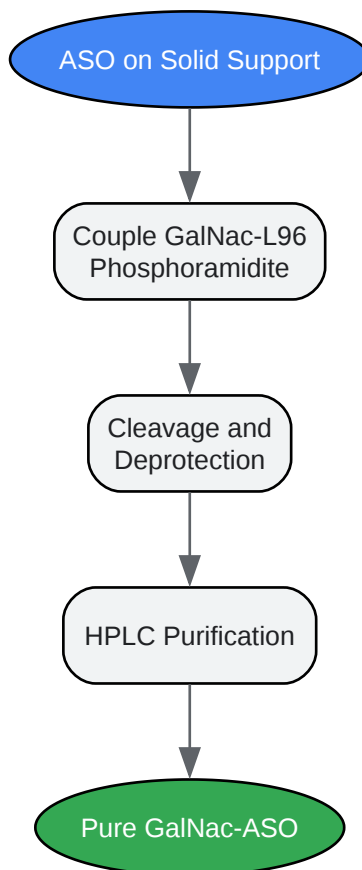 ASO on Solid Support
Couple GalNac-L96
Phosphoramidite
Cleavage and
Deprotection
HPLC Purification
Pure GalNac-ASO